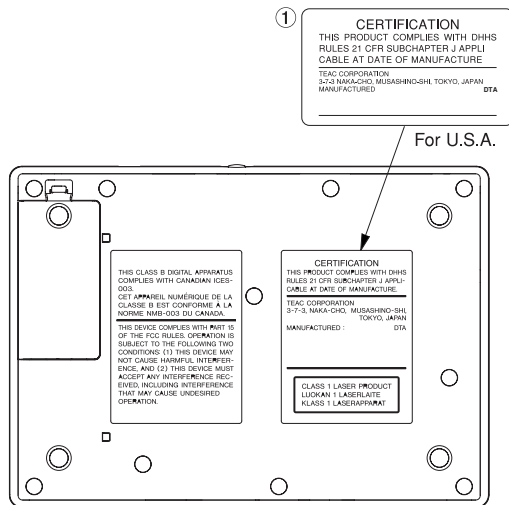 ①
CERTIFICATION
THIS PRODUCT COMPLIES WITH DHHS
RULES 21 CFR SUBCHAPTER J APPLI
CABLE AT DATE OF MANUFACTURE
TEAC CORPORATION
3-7-3 NAKA-CHO, MUSASHINO-SHI, TOKYO, JAPAN
MANUFACTURED DTA
For U.S.A.
THIS CLASS B DIGITAL APPARATUS
COMPLIES WITH CANADIAN ICES-
003.
CET APPAREIL NUMÉRIQUE DE LA
CLASSE B EST CONFORME À LA
NORME NMB-003 DU CANADA.
THIS DEVICE COMPLIES WITH PART 15
OF THE FCC RULES. OPERATION IS
SUBJECT TO THE FOLLOWING TWO
CONDITIONS: (1) THIS DEVICE MAY
NOT CAUSE HARMFUL INTERFER-
ENCE, AND (2) THIS DEVICE MUST
ACCEPT ANY INTERFERENCE REC-
EIVED, INCLUDING INTERFERENCE
THAT MAY CAUSE UNDESIRED
OPERATION.
CERTIFICATION
THIS PRODUCT COMPLIES WITH DHHS
RULES 21 CFR SUBCHAPTER J APPLI-
CABLE AT DATE OF MANUFACTURE.
TEAC CORPORATION
3-7-3, NAKA-CHO, MUSASHINO-SHI,
TOKYO, JAPAN
MANUFACTURED : DTA
CLASS 1 LASER PRODUCT
LUOKAN 1 LASERLAITE
KLASS 1 LASERAPPARAT